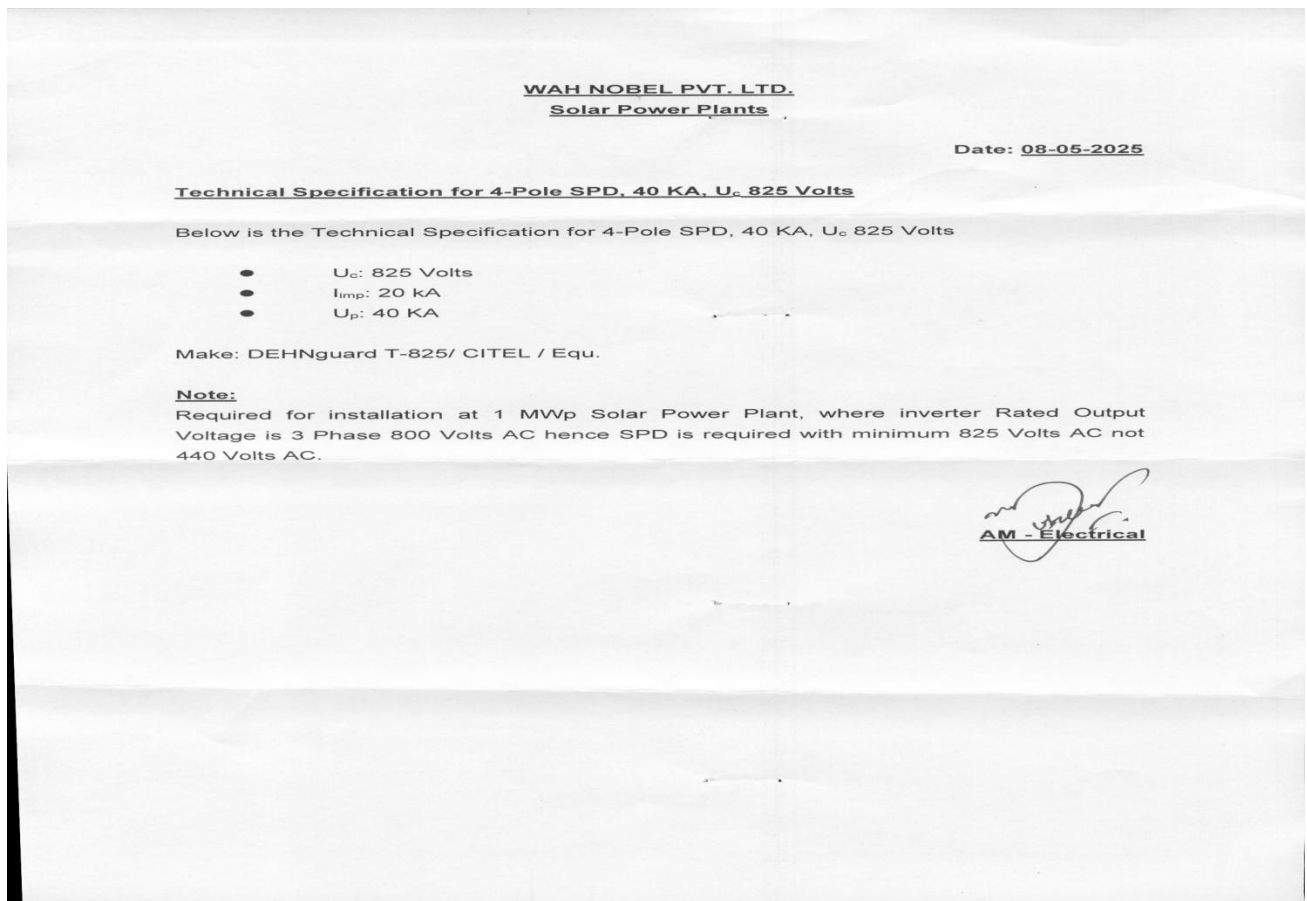 WAH NOBEL PVT. LTD.
Solar Power Plants
Date: 08-05-2025
Technical Specification for 4-Pole SPD, 40 KA, Uc 825 Volts
Below is the Technical Specification for 4-Pole SPD, 40 KA, Uc 825 Volts
● Uc: 825 Volts
● Iimp: 20 kA
● Up: 40 KA
Make: DEHNguard T-825/ CITEL / Equ.
Note:
Required for installation at 1 MWp Solar Power Plant, where inverter Rated Output
Voltage is 3 Phase 800 Volts AC hence SPD is required with minimum 825 Volts AC not
440 Volts AC.
AM - Electrical